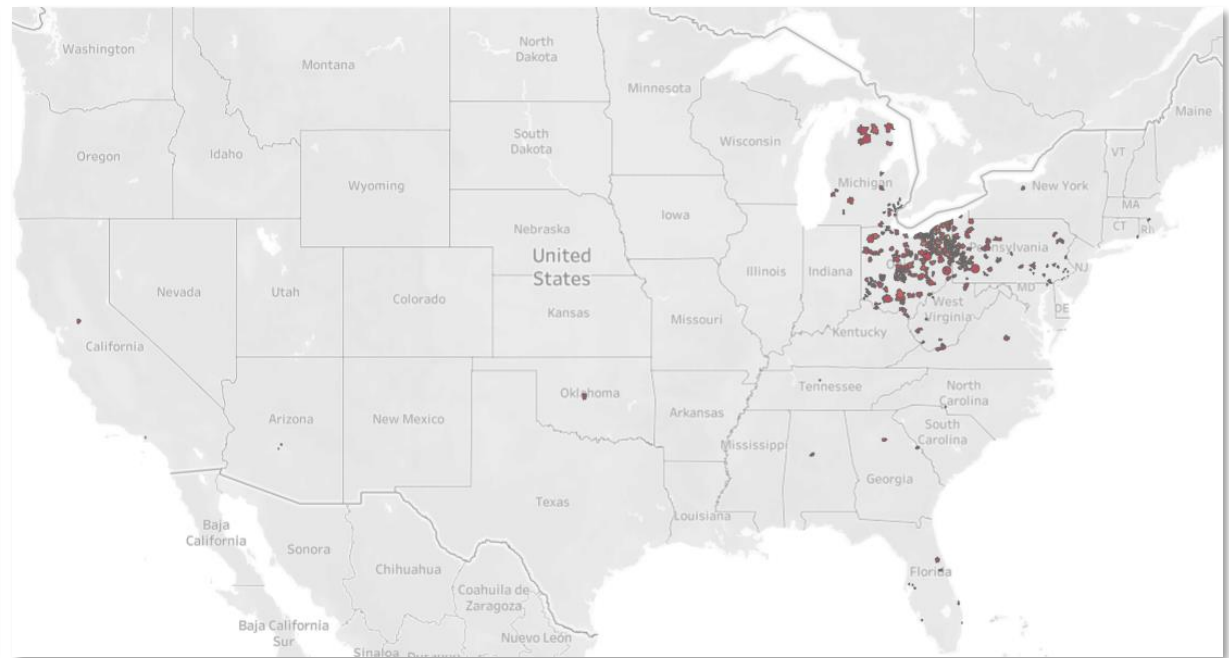 Washington
Montana
North
Dakota
Minnesota
Maine
Oregon
Idaho
South
Dakota
Wisconsin
VT
Wyoming
Michigan
New York
Iowa
MA
CT
RI
Nebraska
United
States
Nevada
Utah
Colorado
Kansas
Illinois
Indiana
Pennsylvania
NJ
MD
DE
California
Missouri
West
Virginia
Kentucky
Oklahoma
Tennessee
North
Carolina
Arizona
New Mexico
Arkansas
South
Carolina
Mississippi
Georgia
Texas
Louisiana
Baja
California
Sonora
Chihuahua
Florida
Coahuila de
Zaragoza
Baja California
Sur
Nuevo León
Sinaloa